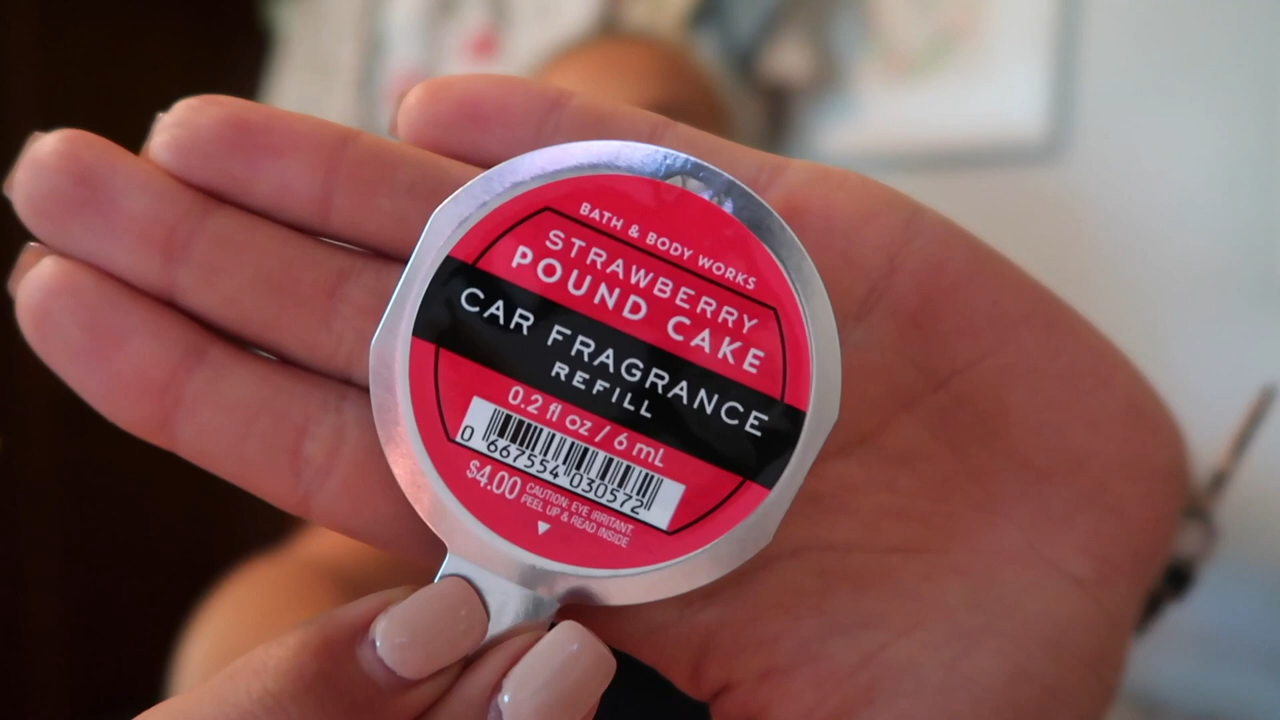 BATH & BODY WORKS
STRAWBERRY
POUND CAKE
CAR FRAGRANCE
REFILL
0.2 fl oz / 6 mL
0 667554 030572
$4.00
CAUTION: EYE IRRITANT.
PEEL UP & READ INSIDE